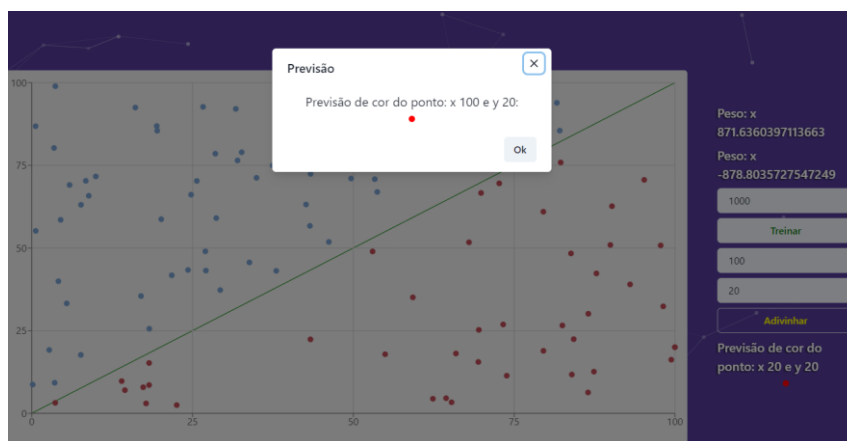 Previsão
Previsão de cor do ponto: x 100 e y 20:
Ok
100
75
50
25
0
0
25
50
75
100
Peso: x
871.6360397113663
Peso: x
-878.8035727547249
1000
Treinar
100
20
Adivinhar
Previsão de cor do
ponto: x 20 e y 20